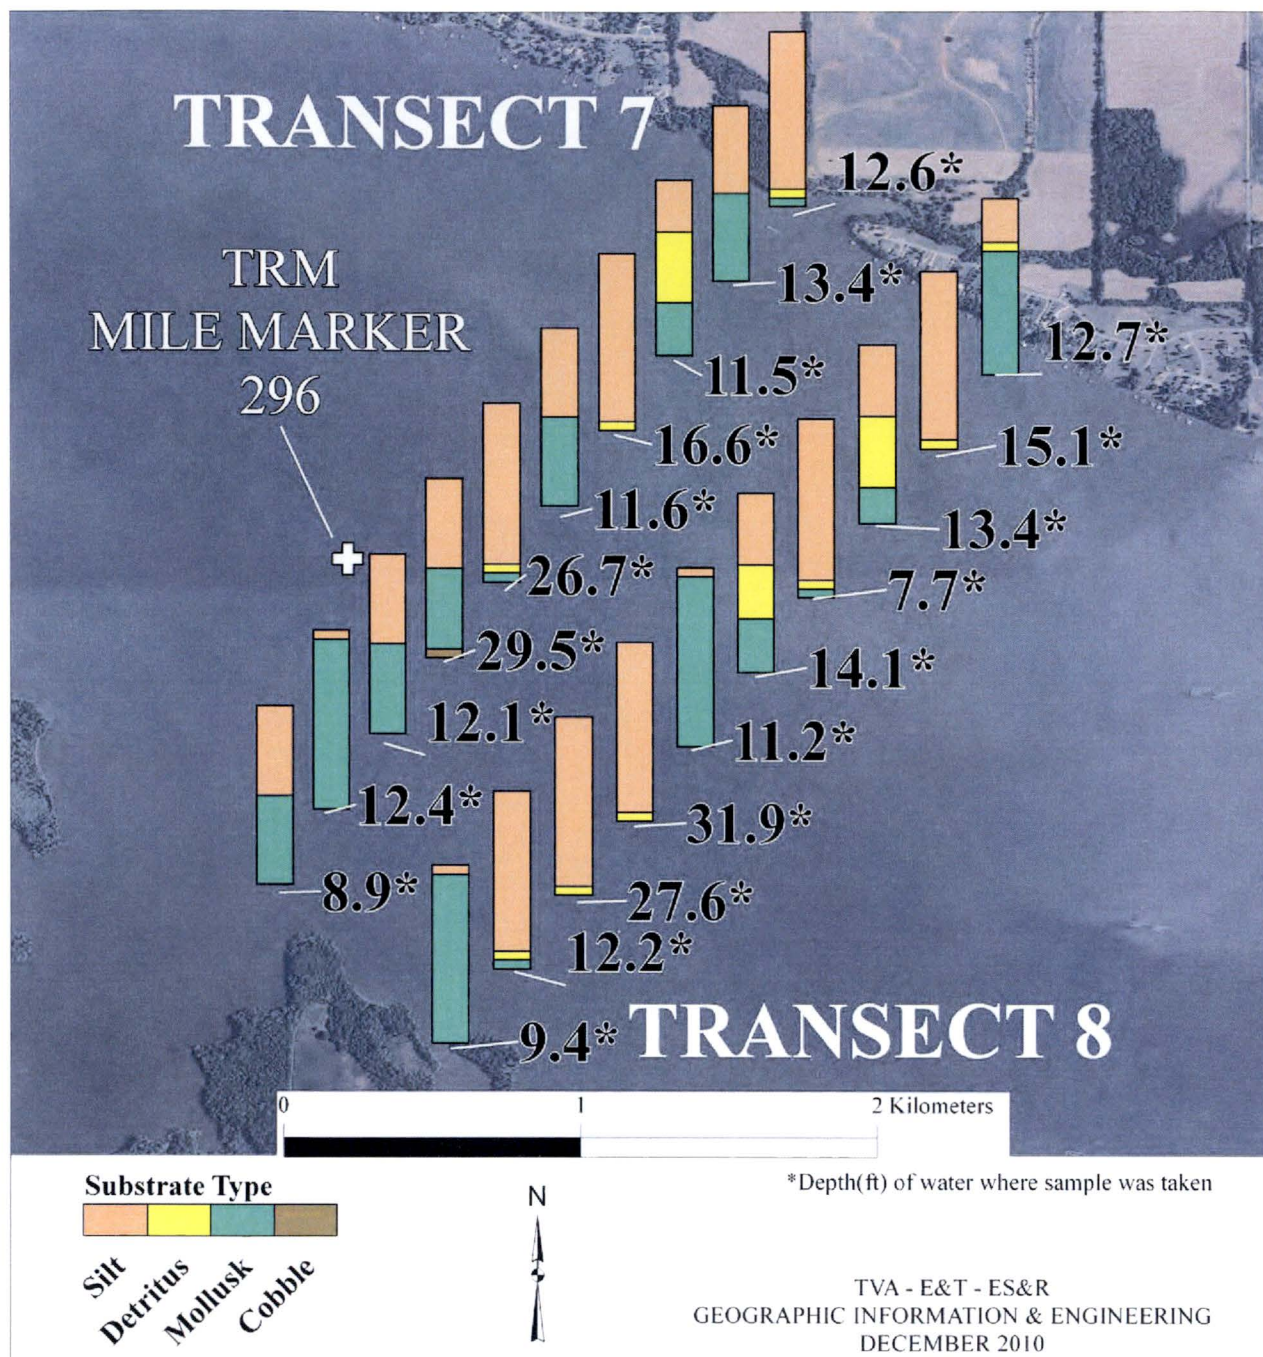 TRANSECT 7
12.6*
TRM
MILE MARKER
296
13.4*
12.7*
11.5*
16.6*
15.1*
11.6*
13.4*
26.7*
7.7*
29.5*
14.1*
12.1*
11.2*
12.4*
31.9*
8.9*
27.6*
12.2*
9.4*
TRANSECT 8
0 1 2 Kilometers
Substrate Type
Silt
Detritus
Mollusk
Cobble
N
*Depth(ft) of water where sample was taken
TVA - E&T - ES&R
GEOGRAPHIC INFORMATION & ENGINEERING
DECEMBER 2010